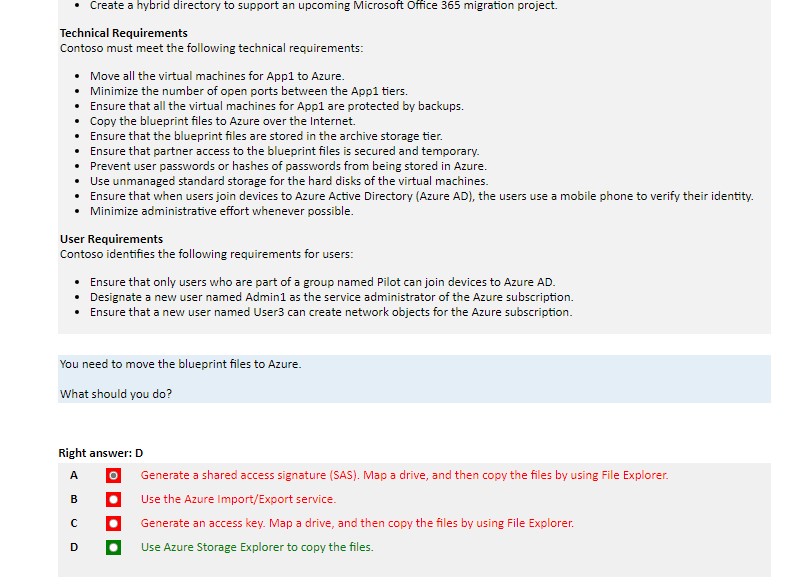 • Create a hybrid directory to support an upcoming Microsoft Office 365 migration project.
Technical Requirements
Contoso must meet the following technical requirements:
• Move all the virtual machines for App1 to Azure.
• Minimize the number of open ports between the App1 tiers.
• Ensure that all the virtual machines for App1 are protected by backups.
• Copy the blueprint files to Azure over the Internet.
• Ensure that the blueprint files are stored in the archive storage tier.
• Ensure that partner access to the blueprint files is secured and temporary.
• Prevent user passwords or hashes of passwords from being stored in Azure.
• Use unmanaged standard storage for the hard disks of the virtual machines.
• Ensure that when users join devices to Azure Active Directory (Azure AD), the users use a mobile phone to verify their identity.
• Minimize administrative effort whenever possible.
User Requirements
Contoso identifies the following requirements for users:
• Ensure that only users who are part of a group named Pilot can join devices to Azure AD.
• Designate a new user named Admin1 as the service administrator of the Azure subscription.
• Ensure that a new user named User3 can create network objects for the Azure subscription.
You need to move the blueprint files to Azure.
What should you do?
Right answer: D
A Generate a shared access signature (SAS). Map a drive, and then copy the files by using File Explorer.
B Use the Azure Import/Export service.
C Generate an access key. Map a drive, and then copy the files by using File Explorer.
D Use Azure Storage Explorer to copy the files.